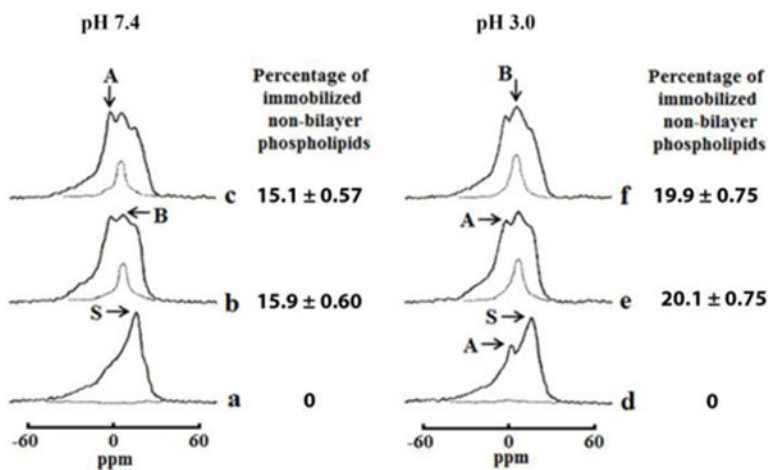 pH 7.4
pH 3.0
A
Percentage of
immobilized
non-bilayer
phospholipids
c 15.1 ± 0.57
B
b 15.9 ± 0.60
S
a 0
-60 0 60
ppm
B
Percentage of
immobilized
non-bilayer
phospholipids
f 19.9 ± 0.75
A
e 20.1 ± 0.75
S
A
d 0
-60 0 60
ppm